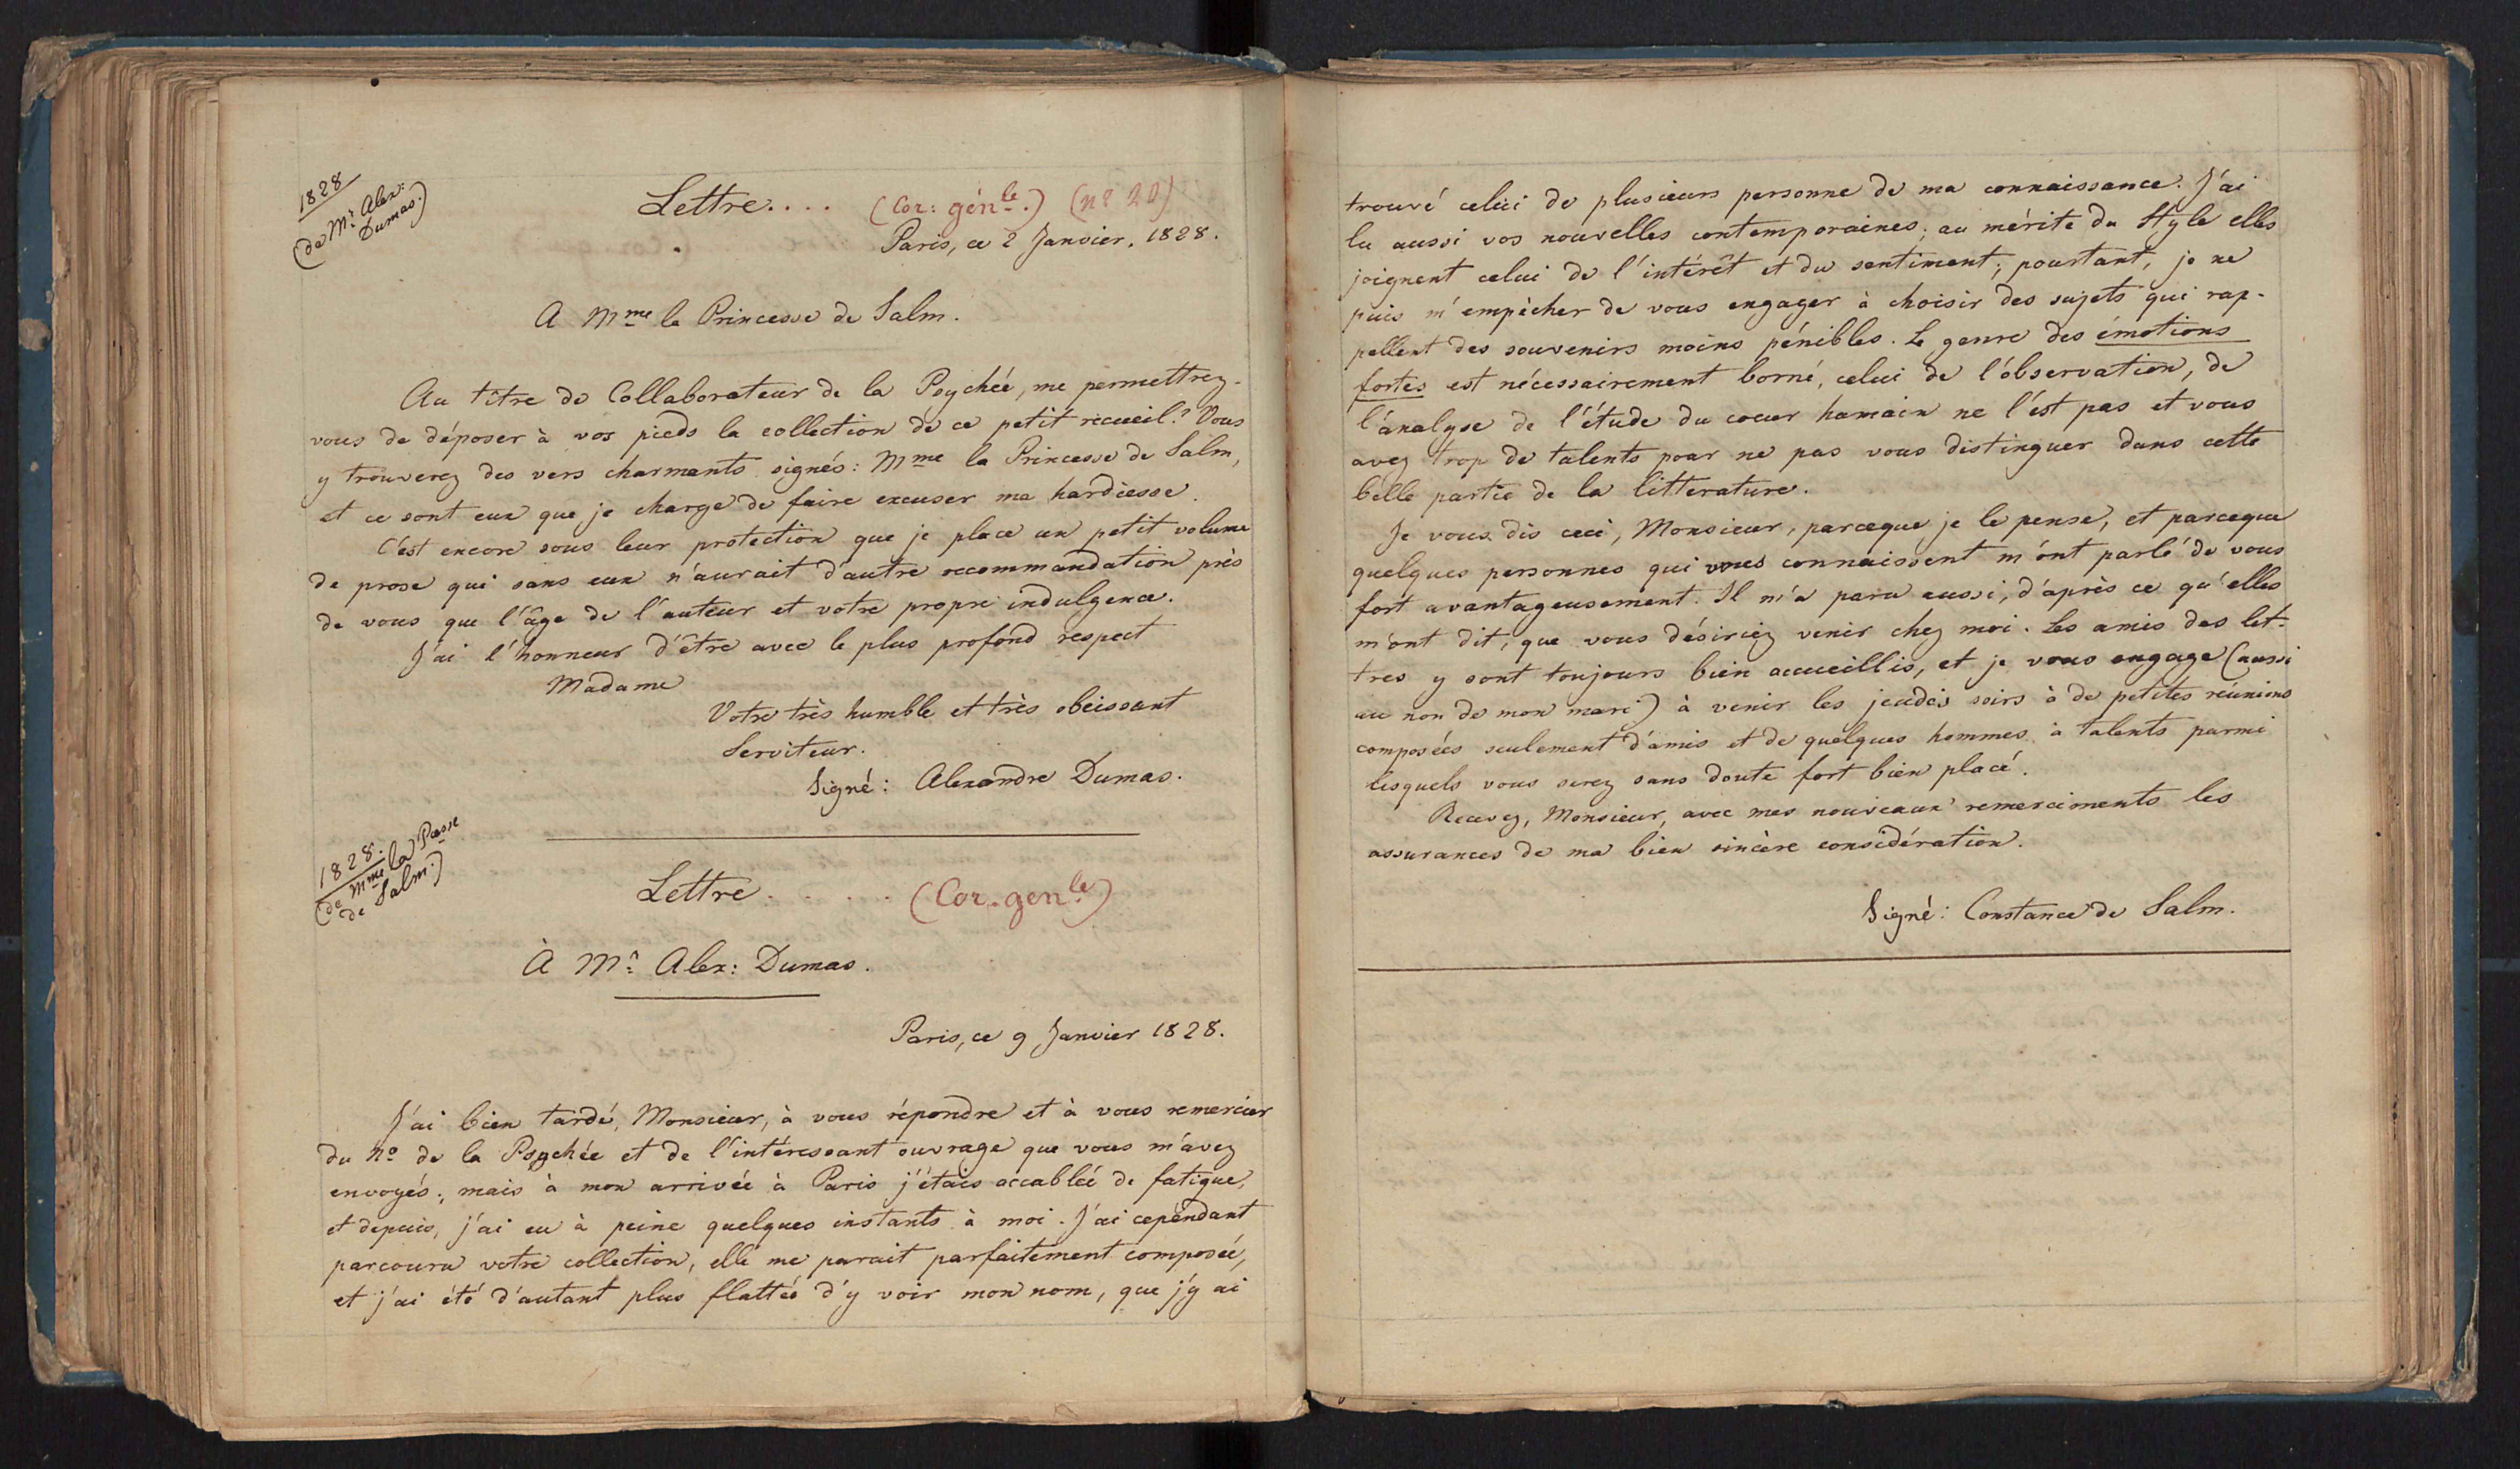 1828
(de Mr. Alex:
Dumas.)
Lettre.... (Cor: génle.) (no 20)
Paris, ce 2 Janvier, 1828.
A Mme la Princesse de Salm.
Au titre de Collaborateur de la Psychée, me permettrez-
vous de déposer à vos pieds la collection de ce petit recueil? Vous
y trouverez des vers charmants signés: Mme la Princesse de Salm,
et ce sont eux que je charge de faire excuser ma hardiesse.
C'est encore sous leur protection que je place un petit volume
de prose qui sans eux n'aurait d'autre recommandation près
de vous que l'âge de l'auteur et votre propre indulgence.
J'ai l'honneur d'être avec le plus profond respect
Madame
Votre très humble et très obéissant
Serviteur.
Signé: Alexandre Dumas.
1828.
(de Mme la Psse
de Salm.)
Lettre..... (Cor. genle)
À Mr. Alex: Dumas.
Paris, ce 9 Janvier 1828.
J'ai bien tardé, Monsieur, à vous répondre et à vous remercier
du no de la Psychée et de l'intéressant ouvrage que vous m'avez
envoyés; mais à mon arrivée à Paris j'étais accablée de fatigue,
et depuis, j'ai eu à peine quelques instants à moi. J'ai cependant
parcouru votre collection, elle me parait parfaitement composée,
et j'ai été d'autant plus flattée d'y voir mon nom, que j'y ai
trouvé celui de plusieurs personne de ma connaissance. J'ai
lu aussi vos nouvelles contemporaines; au mérite du Style elles
joignent celui de l'intérêt et du sentiment; pourtant, je ne
puis m'empêcher de vous engager à choisir des sujets qui rap-
pellent des souvenirs moins pénibles. Le genre des émotions
fortes est nécessairement borné, celui de l'observation, de
l'analyse de l'étude du coeur humain ne l'est pas et vous
avez trop de talents pour ne pas vous distinguer dans cette
belle partie de la littérature.
Je vous dis ceci, Monsieur, parceque je le pense, et parceque
quelques personnes qui vous connaissent m'ont parlé de vous
fort avantageusement. Il m'a paru aussi, d'après ce qu'elles
m'ont dit, que vous désiriez venir chez moi. Les amis des let-
tres y sont toujours bien accueillis, et je vous engage (aussi
au nom de mon mari) à venir les jeudis soirs à de petites réunions
composées seulement d'amis et de quelques hommes à talents parmi
lesquels vous serez sans doute fort bien placé.
Recevez, Monsieur, avec mes nouveaux remerciments les
assurances de ma bien sincère considération.
Signé: Constance de Salm.